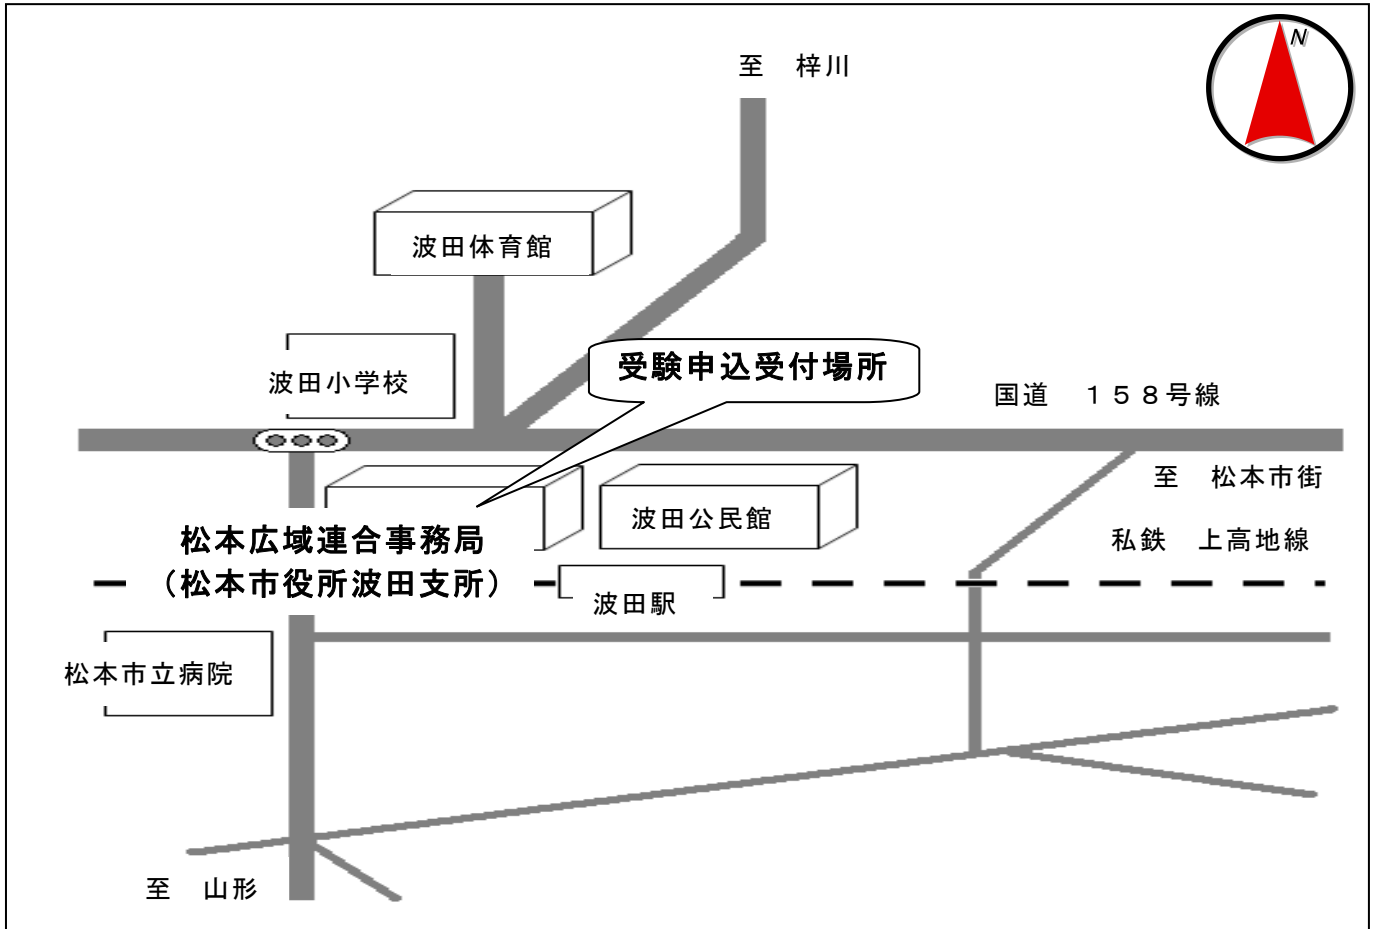 N
至　梓川
波田体育館
受験申込受付場所
波田小学校
国道　１５８号線
至　松本市街
波田公民館
松本広域連合事務局
（松本市役所波田支所）
私鉄　上高地線
波田駅
松本市立病院
至　山形